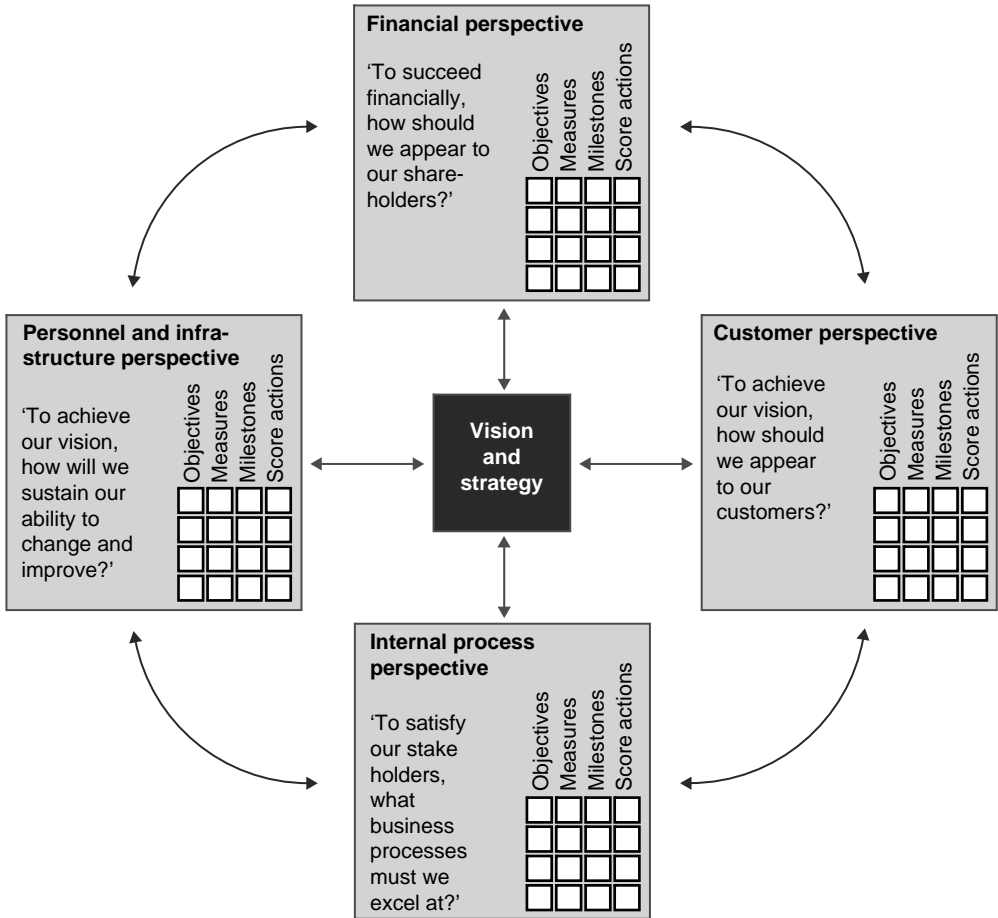 Financial perspective
‘To succeed
financially,
how should
we appear to
our share-
holders?’
Objectives
Measures
Milestones
Score actions
Personnel and infra-
structure perspective
‘To achieve
our vision,
how will we
sustain our
ability to
change and
improve?’
Objectives
Measures
Milestones
Score actions
Vision
and
strategy
Customer perspective
‘To achieve
our vision,
how should
we appear
to our
customers?’
Objectives
Measures
Milestones
Score actions
Internal process
perspective
‘To satisfy
our stake
holders,
what
business
processes
must we
excel at?’
Objectives
Measures
Milestones
Score actions